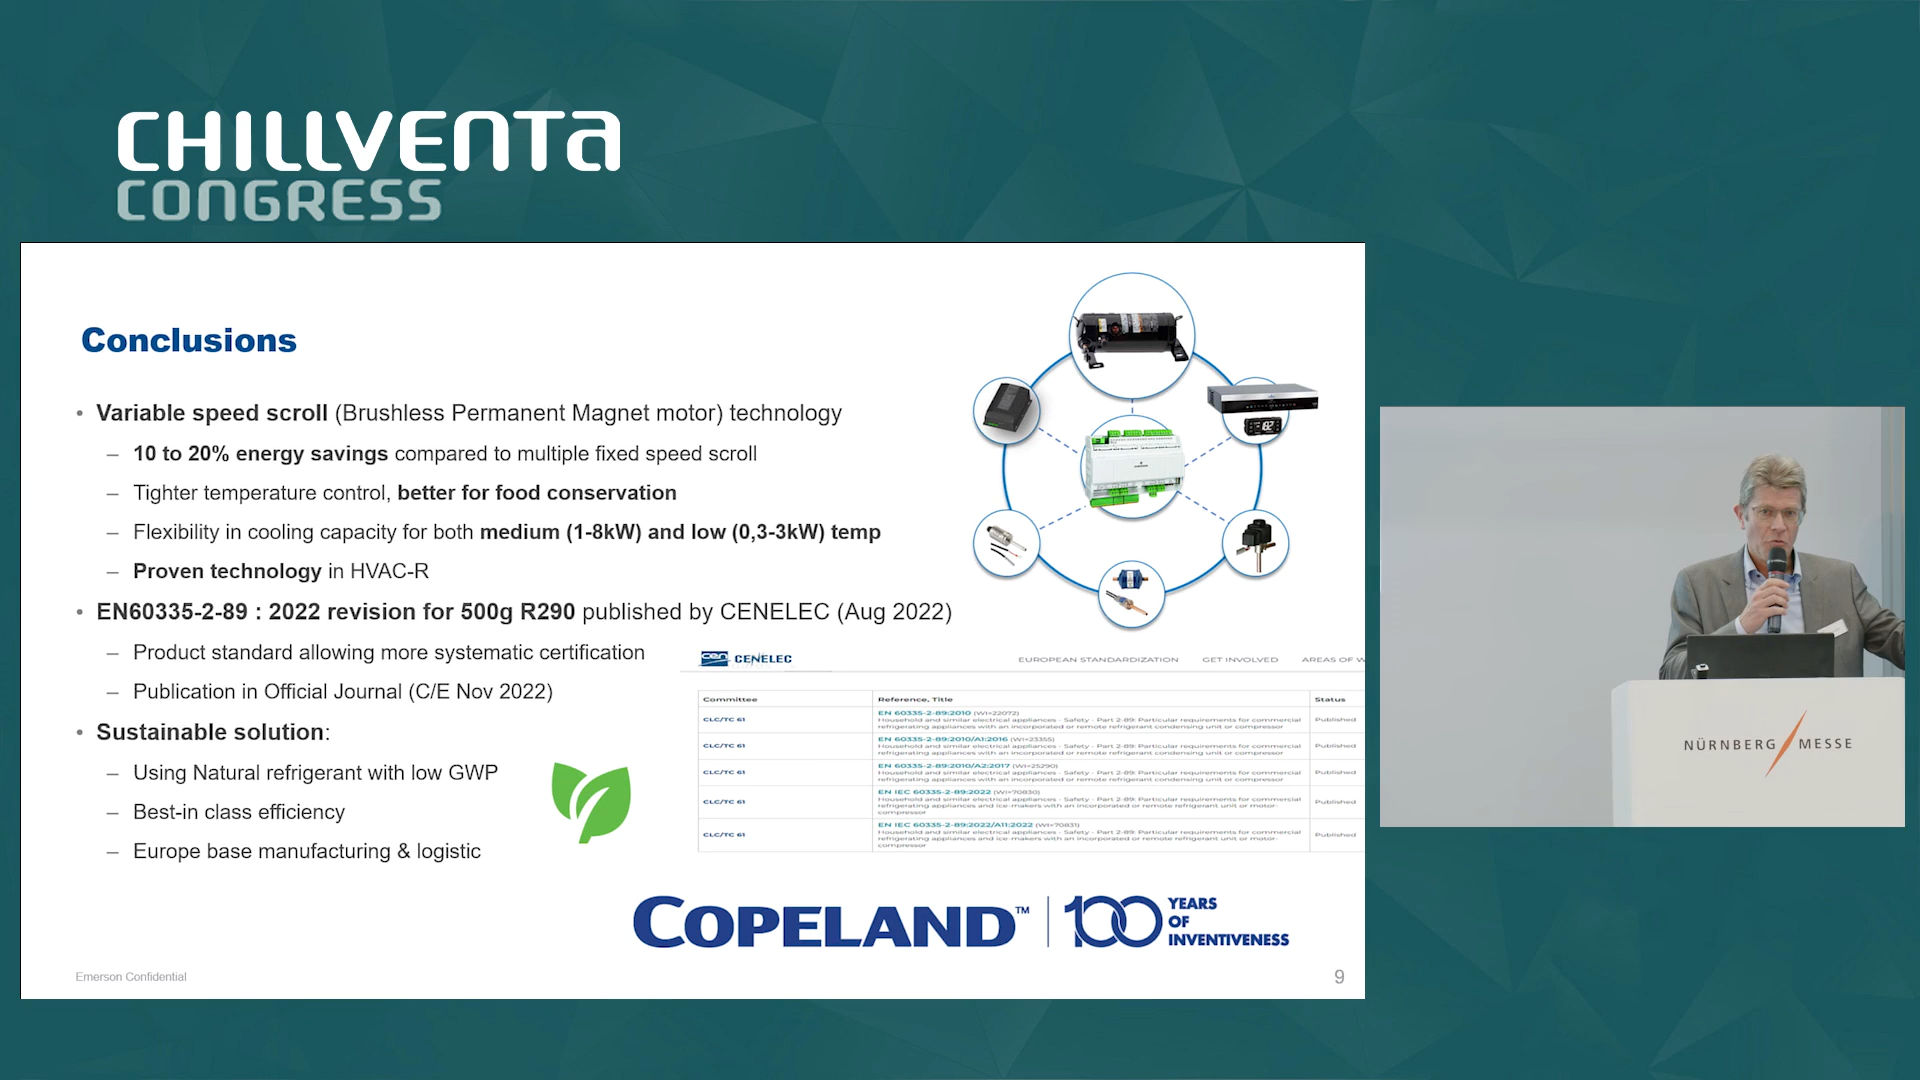 CHILLVENTA
CONGRESS
Conclusions
• Variable speed scroll (Brushless Permanent Magnet motor) technology
– 10 to 20% energy savings compared to multiple fixed speed scroll
– Tighter temperature control, better for food conservation
– Flexibility in cooling capacity for both medium (1-8kW) and low (0,3-3kW) temp
– Proven technology in HVAC-R
• EN60335-2-89 : 2022 revision for 500g R290 published by CENELEC (Aug 2022)
– Product standard allowing more systematic certification
– Publication in Official Journal (C/E Nov 2022)
• Sustainable solution:
– Using Natural refrigerant with low GWP
– Best-in class efficiency
– Europe base manufacturing & logistic
CENELEC
EUROPEAN STANDARDIZATION GET INVOLVED AREAS OF W
Committee Reference, Title Status
CLC/TC 61 EN 60335-2-89:2010 (WI=22072) Published
Household and similar electrical appliances - Safety - Part 2-89: Particular requirements for commercial
refrigerating appliances with an incorporated or remote refrigerant condensing unit or compressor
CLC/TC 61 EN 60335-2-89:2010/A1:2016 (WI=23355) Published
Household and similar electrical appliances - Safety - Part 2-89: Particular requirements for commercial
refrigerating appliances with an incorporated or remote refrigerant condensing unit or compressor
CLC/TC 61 EN 60335-2-89:2010/A2:2017 (WI=25290) Published
Household and similar electrical appliances - Safety - Part 2-89: Particular requirements for commercial
refrigerating appliances with an incorporated or remote refrigerant condensing unit or compressor
CLC/TC 61 EN IEC 60335-2-89:2022 (WI=70830) Published
Household and similar electrical appliances - Safety - Part 2-89: Particular requirements for commercial
refrigerating appliances and ice-makers with an incorporated or remote refrigerant unit or motor-
compressor
CLC/TC 61 EN IEC 60335-2-89:2022/A11:2022 (WI=70831) Published
Household and similar electrical appliances - Safety - Part 2-89: Particular requirements for commercial
refrigerating appliances and ice-makers with an incorporated or remote refrigerant unit or motor-
compressor
COPELAND™ 100 YEARS
OF
INVENTIVENESS
Emerson Confidential
9
NÜRNBERG MESSE